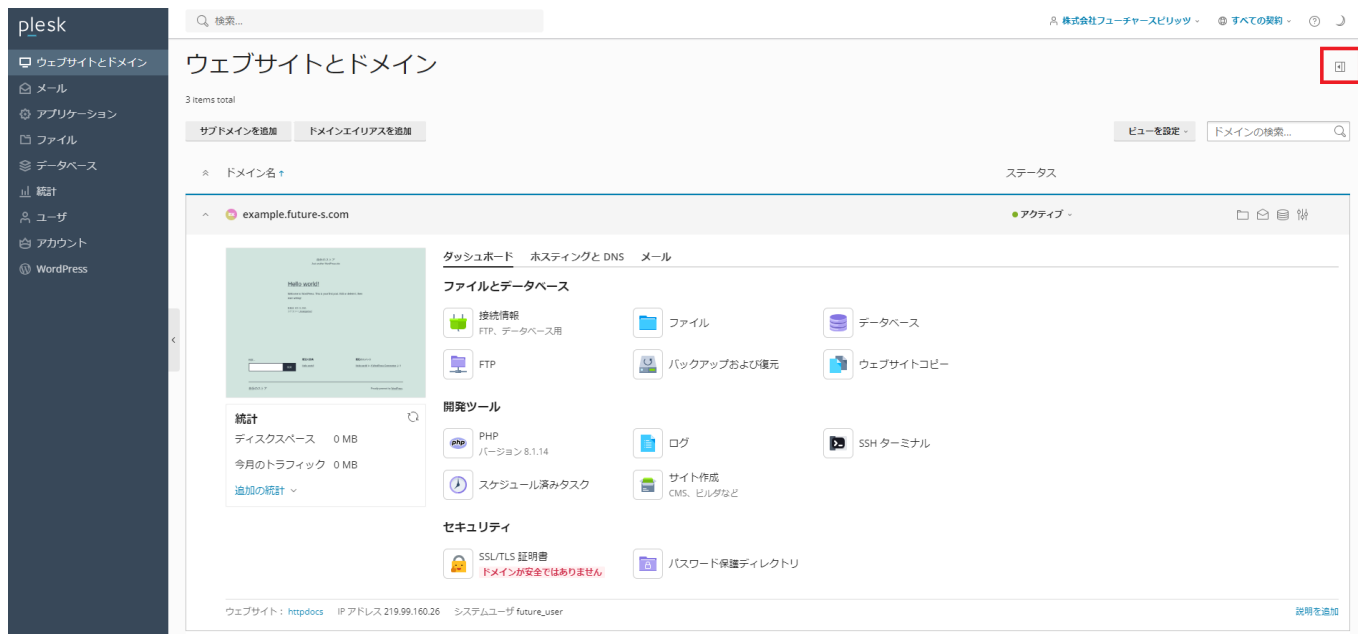 plesk
検索...
株式会社フューチャースピリッツ
すべての契約
ウェブサイトとドメイン
メール
アプリケーション
ファイル
データベース
統計
ユーザ
アカウント
WordPress
ウェブサイトとドメイン
3 items total
サブドメインを追加 ドメインエイリアスを追加
ビューを設定 ドメインの検索...
ドメイン名 ↑ ステータス
example.future-s.com アクティブ
Hello world!
ダッシュボード ホスティングと DNS メール
ファイルとデータベース
接続情報
FTP、データベース用
ファイル
データベース
FTP
バックアップおよび復元
ウェブサイトコピー
統計
ディスクスペース 0 MB
今月のトラフィック 0 MB
追加の統計
開発ツール
php
PHP
バージョン 8.1.14
ログ
SSH ターミナル
スケジュール済みタスク
サイト作成
CMS、ビルダなど
セキュリティ
SSL/TLS 証明書
ドメインが安全ではありません
パスワード保護ディレクトリ
ウェブサイト： httpdocs IP アドレス 219.99.160.26 システムユーザ future_user
説明を追加